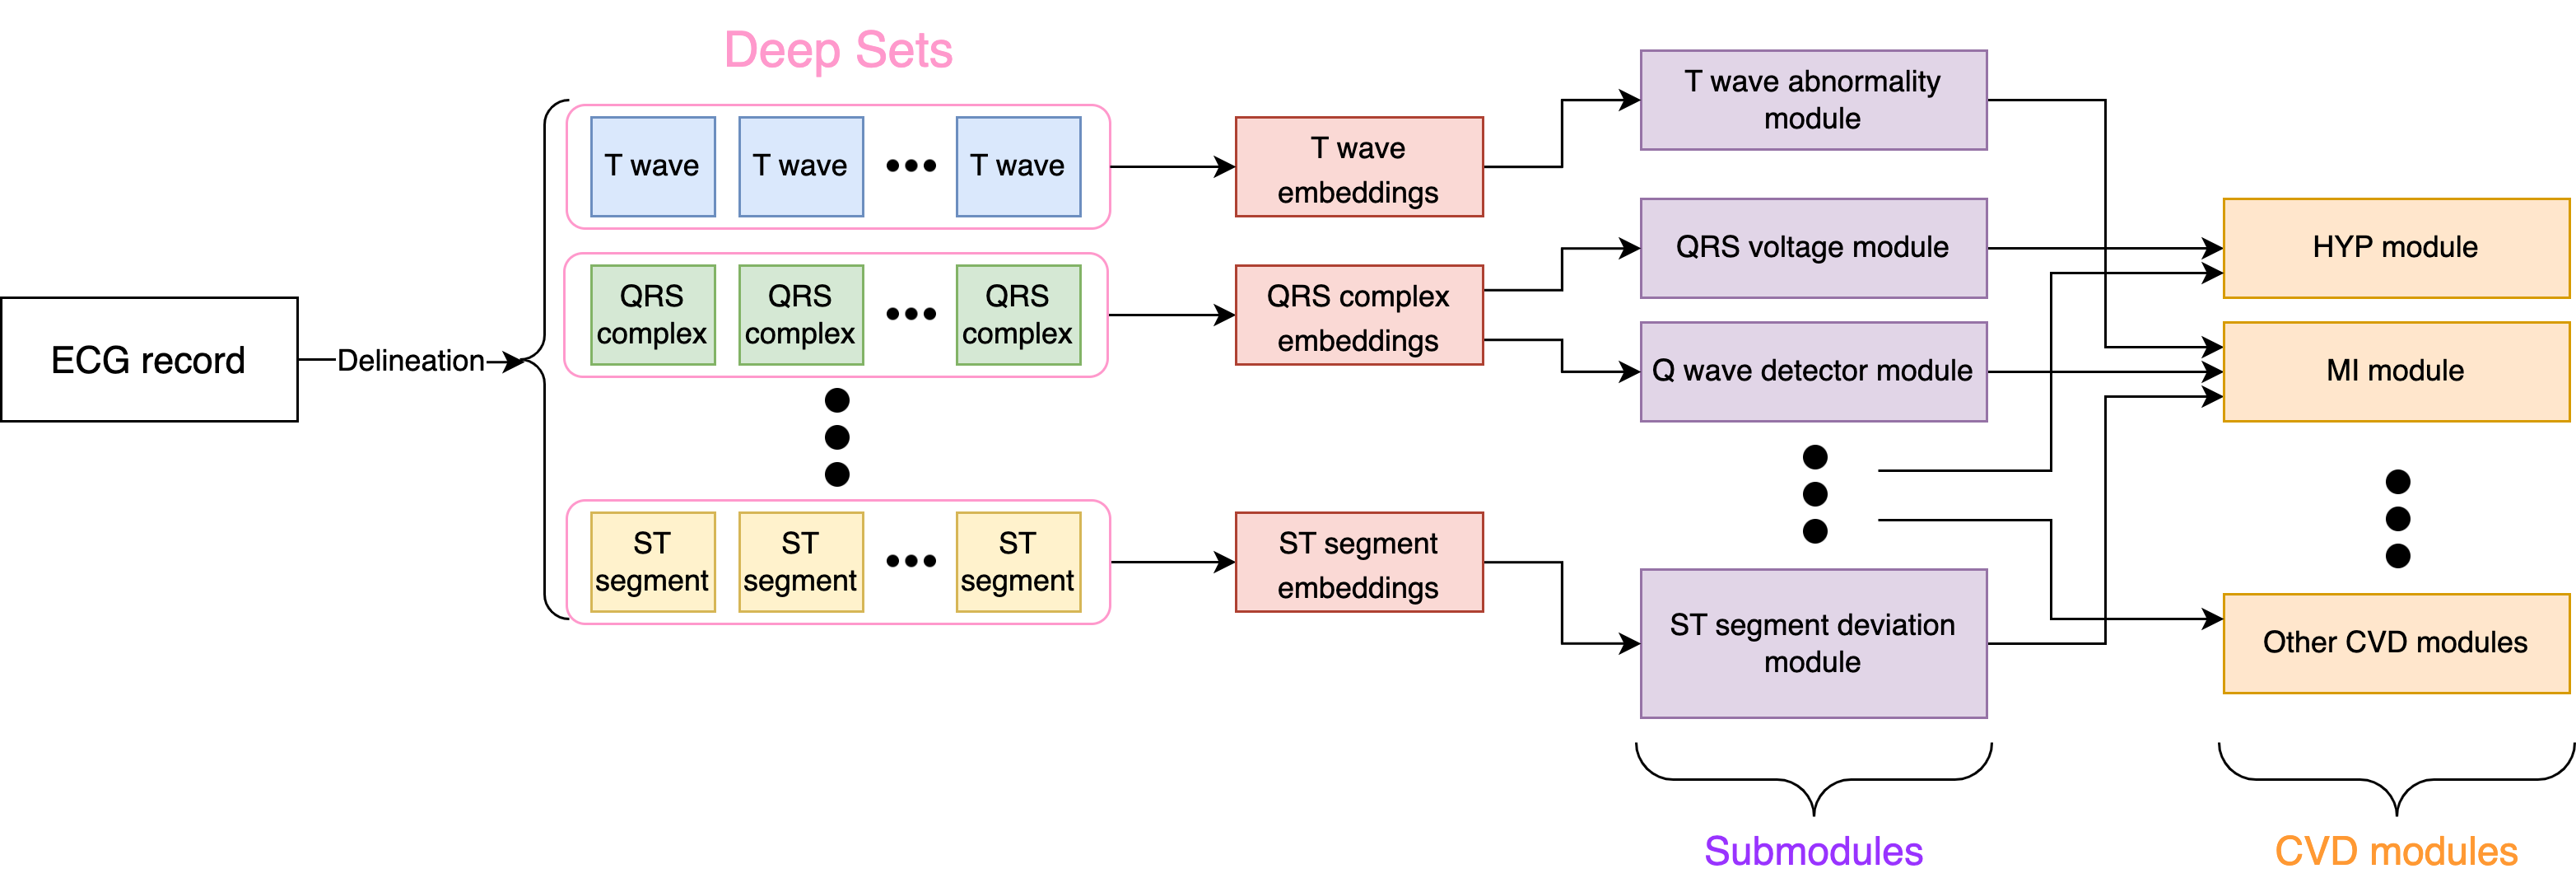 Deep Sets
T wave
T wave
T wave
T wave
embeddings
T wave abnormality
module
QRS
complex
QRS
complex
QRS
complex
QRS complex
embeddings
QRS voltage module
HYP module
ECG record
Delineation
Q wave detector module
MI module
ST
segment
ST
segment
ST
segment
ST segment
embeddings
ST segment deviation
module
Other CVD modules
Submodules
CVD modules